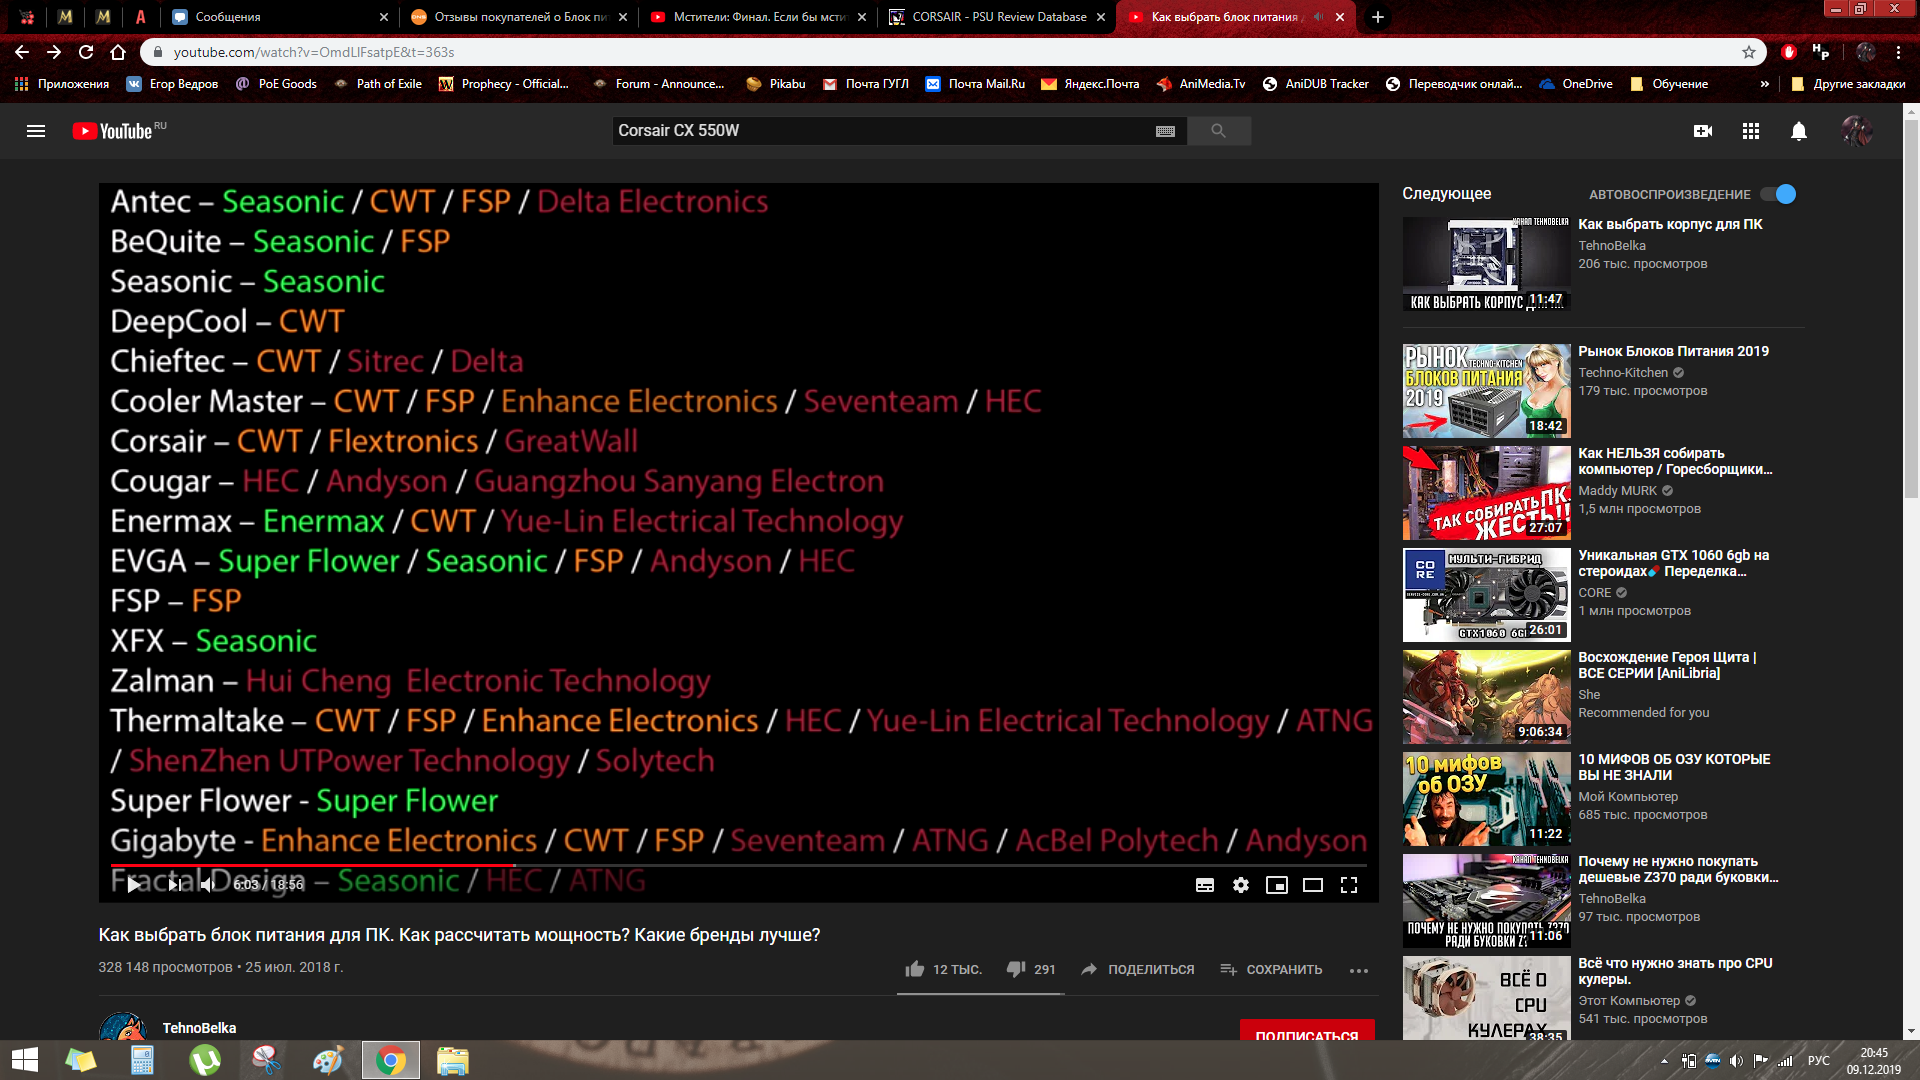 Сообщения
Отзывы покупателей о Блок пи
Мстители: Финал. Если бы мсти
CORSAIR - PSU Review Database
Как выбрать блок питания д
youtube.com/watch?v=OmdLlFsatpE&t=363s
Приложения
Егор Ведров
PoE Goods
Path of Exile
Prophecy - Official...
Forum - Announce...
Pikabu
Почта ГУГЛ
Почта Mail.Ru
Яндекс.Почта
AniMedia.Tv
AniDUB Tracker
Переводчик онлай...
OneDrive
Обучение
» Другие закладки
YouTube RU
Corsair CX 550W
Antec – Seasonic / CWT / FSP / Delta Electronics
BeQuite – Seasonic / FSP
Seasonic – Seasonic
DeepCool – CWT
Chieftec – CWT / Sitrec / Delta
Cooler Master – CWT / FSP / Enhance Electronics / Seventeam / HEC
Corsair – CWT / Flextronics / GreatWall
Cougar – HEC / Andyson / Guangzhou Sanyang Electron
Enermax – Enermax / CWT / Yue-Lin Electrical Technology
EVGA – Super Flower / Seasonic / FSP / Andyson / HEC
FSP – FSP
XFX – Seasonic
Zalman – Hui Cheng Electronic Technology
Thermaltake – CWT / FSP / Enhance Electronics / HEC / Yue-Lin Electrical Technology / ATNG
/ ShenZhen UTPower Technology / Solytech
Super Flower - Super Flower
Gigabyte - Enhance Electronics / CWT / FSP / Seventeam / ATNG / AcBel Polytech / Andyson
Fractal Design – Seasonic / HEC / ATNG
6:03 / 18:56
Как выбрать блок питания для ПК. Как рассчитать мощность? Какие бренды лучше?
328 148 просмотров • 25 июл. 2018 г.
12 ТЫС.
291
ПОДЕЛИТЬСЯ
СОХРАНИТЬ
TehnoBelka
ПОДПИСАТЬСЯ
Следующее
АВТОВОСПРОИЗВЕДЕНИЕ
КАНАЛ TEHNOBELKA
КАК ВЫБРАТЬ КОРПУС
11:47
Как выбрать корпус для ПК
TehnoBelka
206 тыс. просмотров
РЫНОК TECHNO-KITCHEN
БЛОКОВ ПИТАНИЯ
2019
18:42
Рынок Блоков Питания 2019
Techno-Kitchen
179 тыс. просмотров
ТАК СОБИРАТЬ ПК.
ЖЕСТЬ!!
27:07
Как НЕЛЬЗЯ собирать
компьютер / Горесборщики...
Maddy MURK
1,5 млн просмотров
CORE
МУЛЬТИ-ГИБРИД
GTX1060 6G
26:01
Уникальная GTX 1060 6gb на
стероидах Переделка...
CORE
1 млн просмотров
9:06:34
Восхождение Героя Щита |
ВСЕ СЕРИИ [AniLibria]
She
Recommended for you
10 мифов
об ОЗУ
11:22
10 МИФОВ ОБ ОЗУ КОТОРЫЕ
ВЫ НЕ ЗНАЛИ
Мой Компьютер
685 тыс. просмотров
КАНАЛ TEHNOBELKA
ПОЧЕМУ НЕ НУЖНО ПОКУПАТЬ Z370
РАДИ БУКОВКИ Z
11:06
Почему не нужно покупать
дешевые Z370 ради буковки...
TehnoBelka
97 тыс. просмотров
ВСЁ О
CPU
КУЛЕРАХ
38:35
Всё что нужно знать про CPU
кулеры.
Этот Компьютер
541 тыс. просмотров
РУС
20:45
09.12.2019